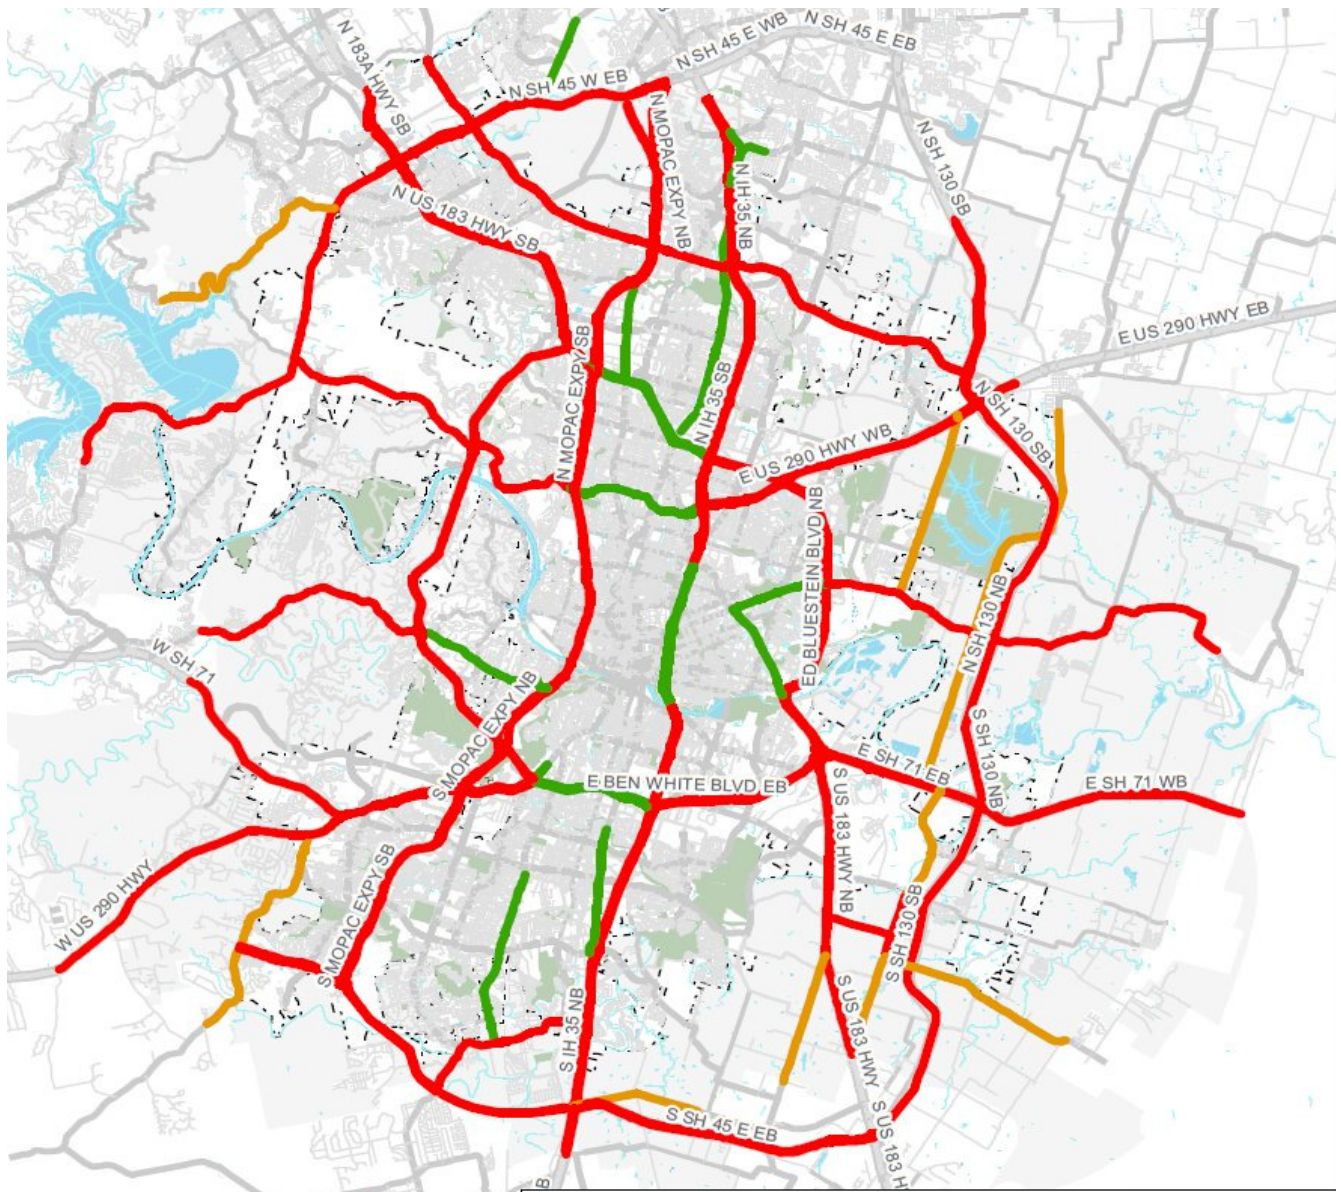 N SH 45 E WB
N SH 45 E EB
N 183A HWY SB
N SH 45 W EB
N MOPAC EXPY NB
N IH 35 NB
N SH 130 SB
N US 183 HWY SB
E US 290 HWY EB
N MOPAC EXPY SB
N IH 35 SB
N SH 130 SB
E US 290 HWY WB
ED BLUESTEIN BLVD NB
N SH 130 NB
W SH 71
S MOPAC EXPY NB
E SH 71 EB
S SH 130 NB
E BEN WHITE BLVD EB
E SH 71 WB
S US 183 HWY NB
W US 290 HWY
S MOPAC EXPY SB
S SH 130 SB
S IH 35 NB
S US 183 HWY
S SH 45 E EB
S US 183 H
B